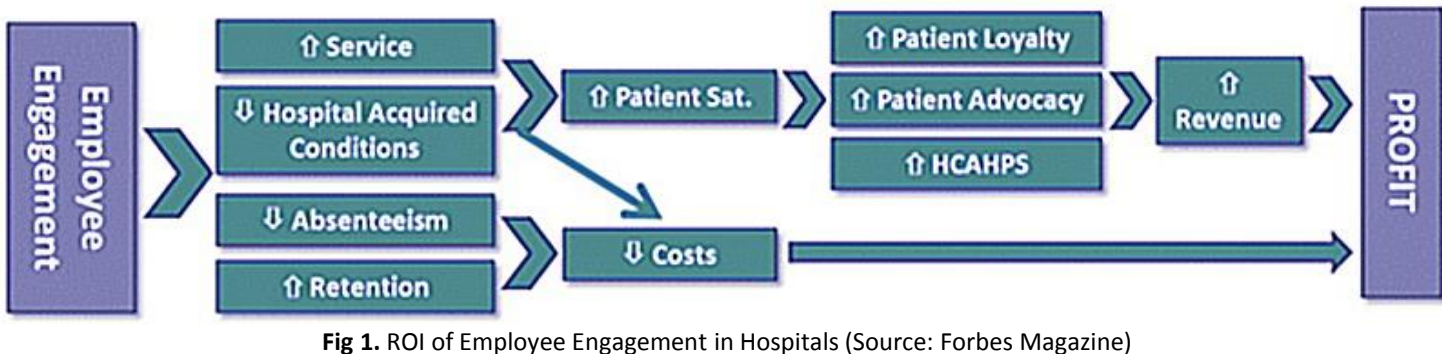 Employee
Engagement
⇧ Service
⇩ Hospital Acquired
Conditions
⇩ Absenteeism
⇧ Retention
⇧ Patient Sat.
⇩ Costs
⇧ Patient Loyalty
⇧ Patient Advocacy
⇧ HCAHPS
⇧
Revenue
PROFIT
Fig 1. ROI of Employee Engagement in Hospitals (Source: Forbes Magazine)